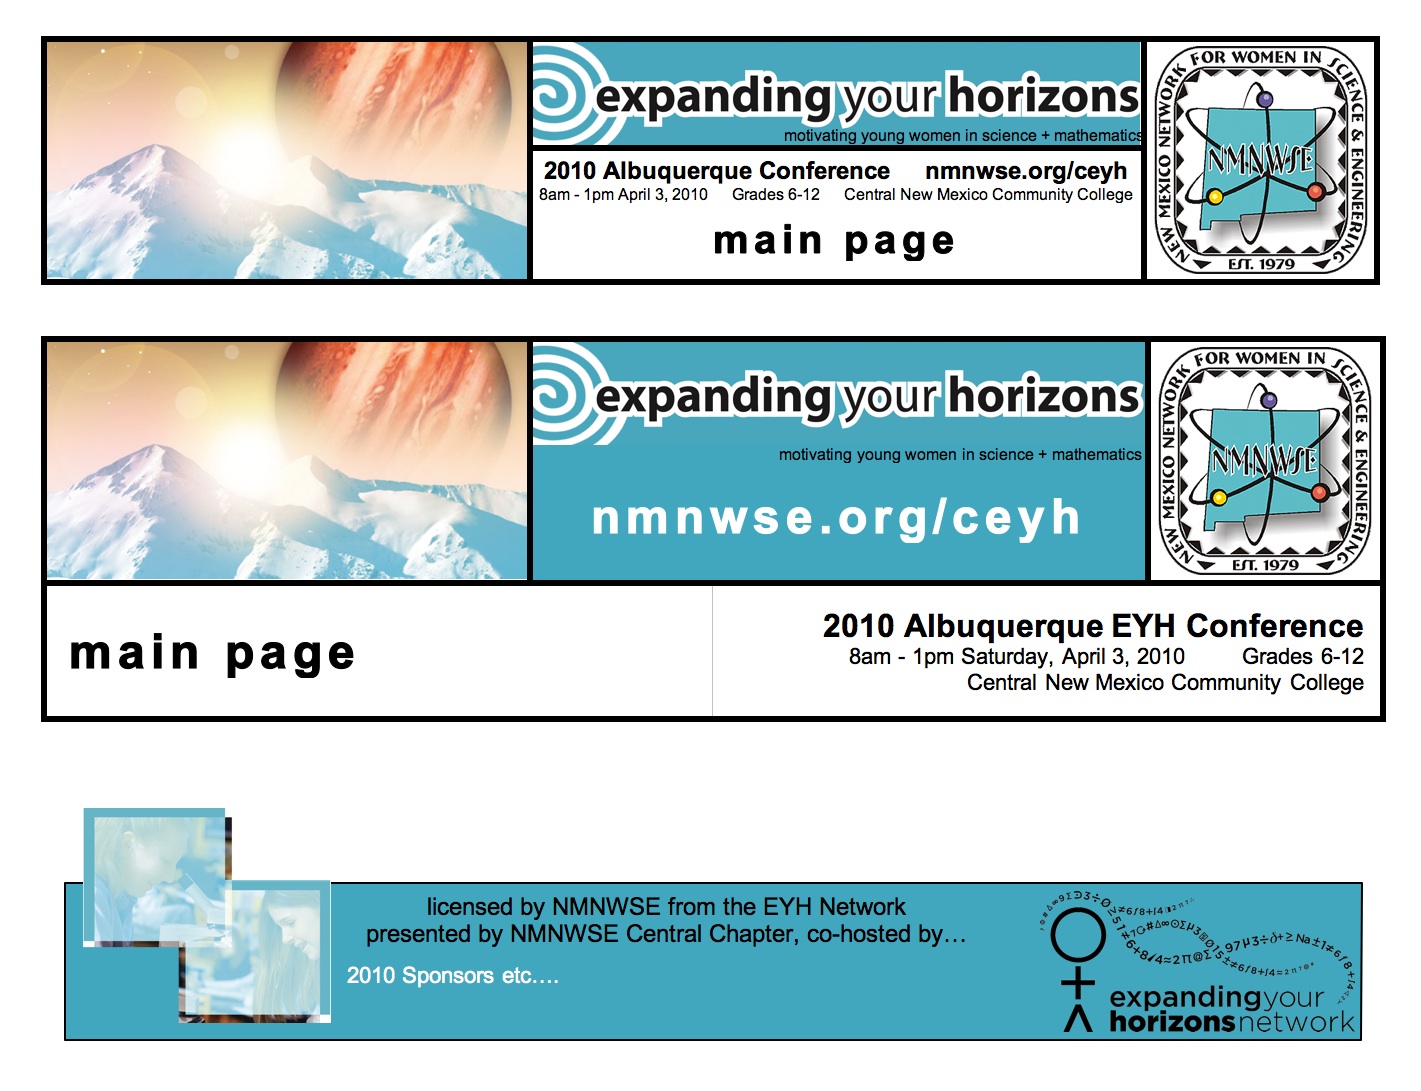 expanding your horizons
motivating young women in science + mathematics
2010 Albuquerque Conference nmnwse.org/ceyh
8am - 1pm April 3, 2010 Grades 6-12 Central New Mexico Community College
main page
NEW MEXICO NETWORK FOR WOMEN IN SCIENCE & ENGINEERING
NMNWSE
EST. 1979
expanding your horizons
motivating young women in science + mathematics
nmnwse.org/ceyh
NEW MEXICO NETWORK FOR WOMEN IN SCIENCE & ENGINEERING
NMNWSE
EST. 1979
main page
2010 Albuquerque EYH Conference
8am - 1pm Saturday, April 3, 2010 Grades 6-12
Central New Mexico Community College
licensed by NMNWSE from the EYH Network
presented by NMNWSE Central Chapter, co-hosted by…
2010 Sponsors etc….
expandingyour
horizonsnetwork